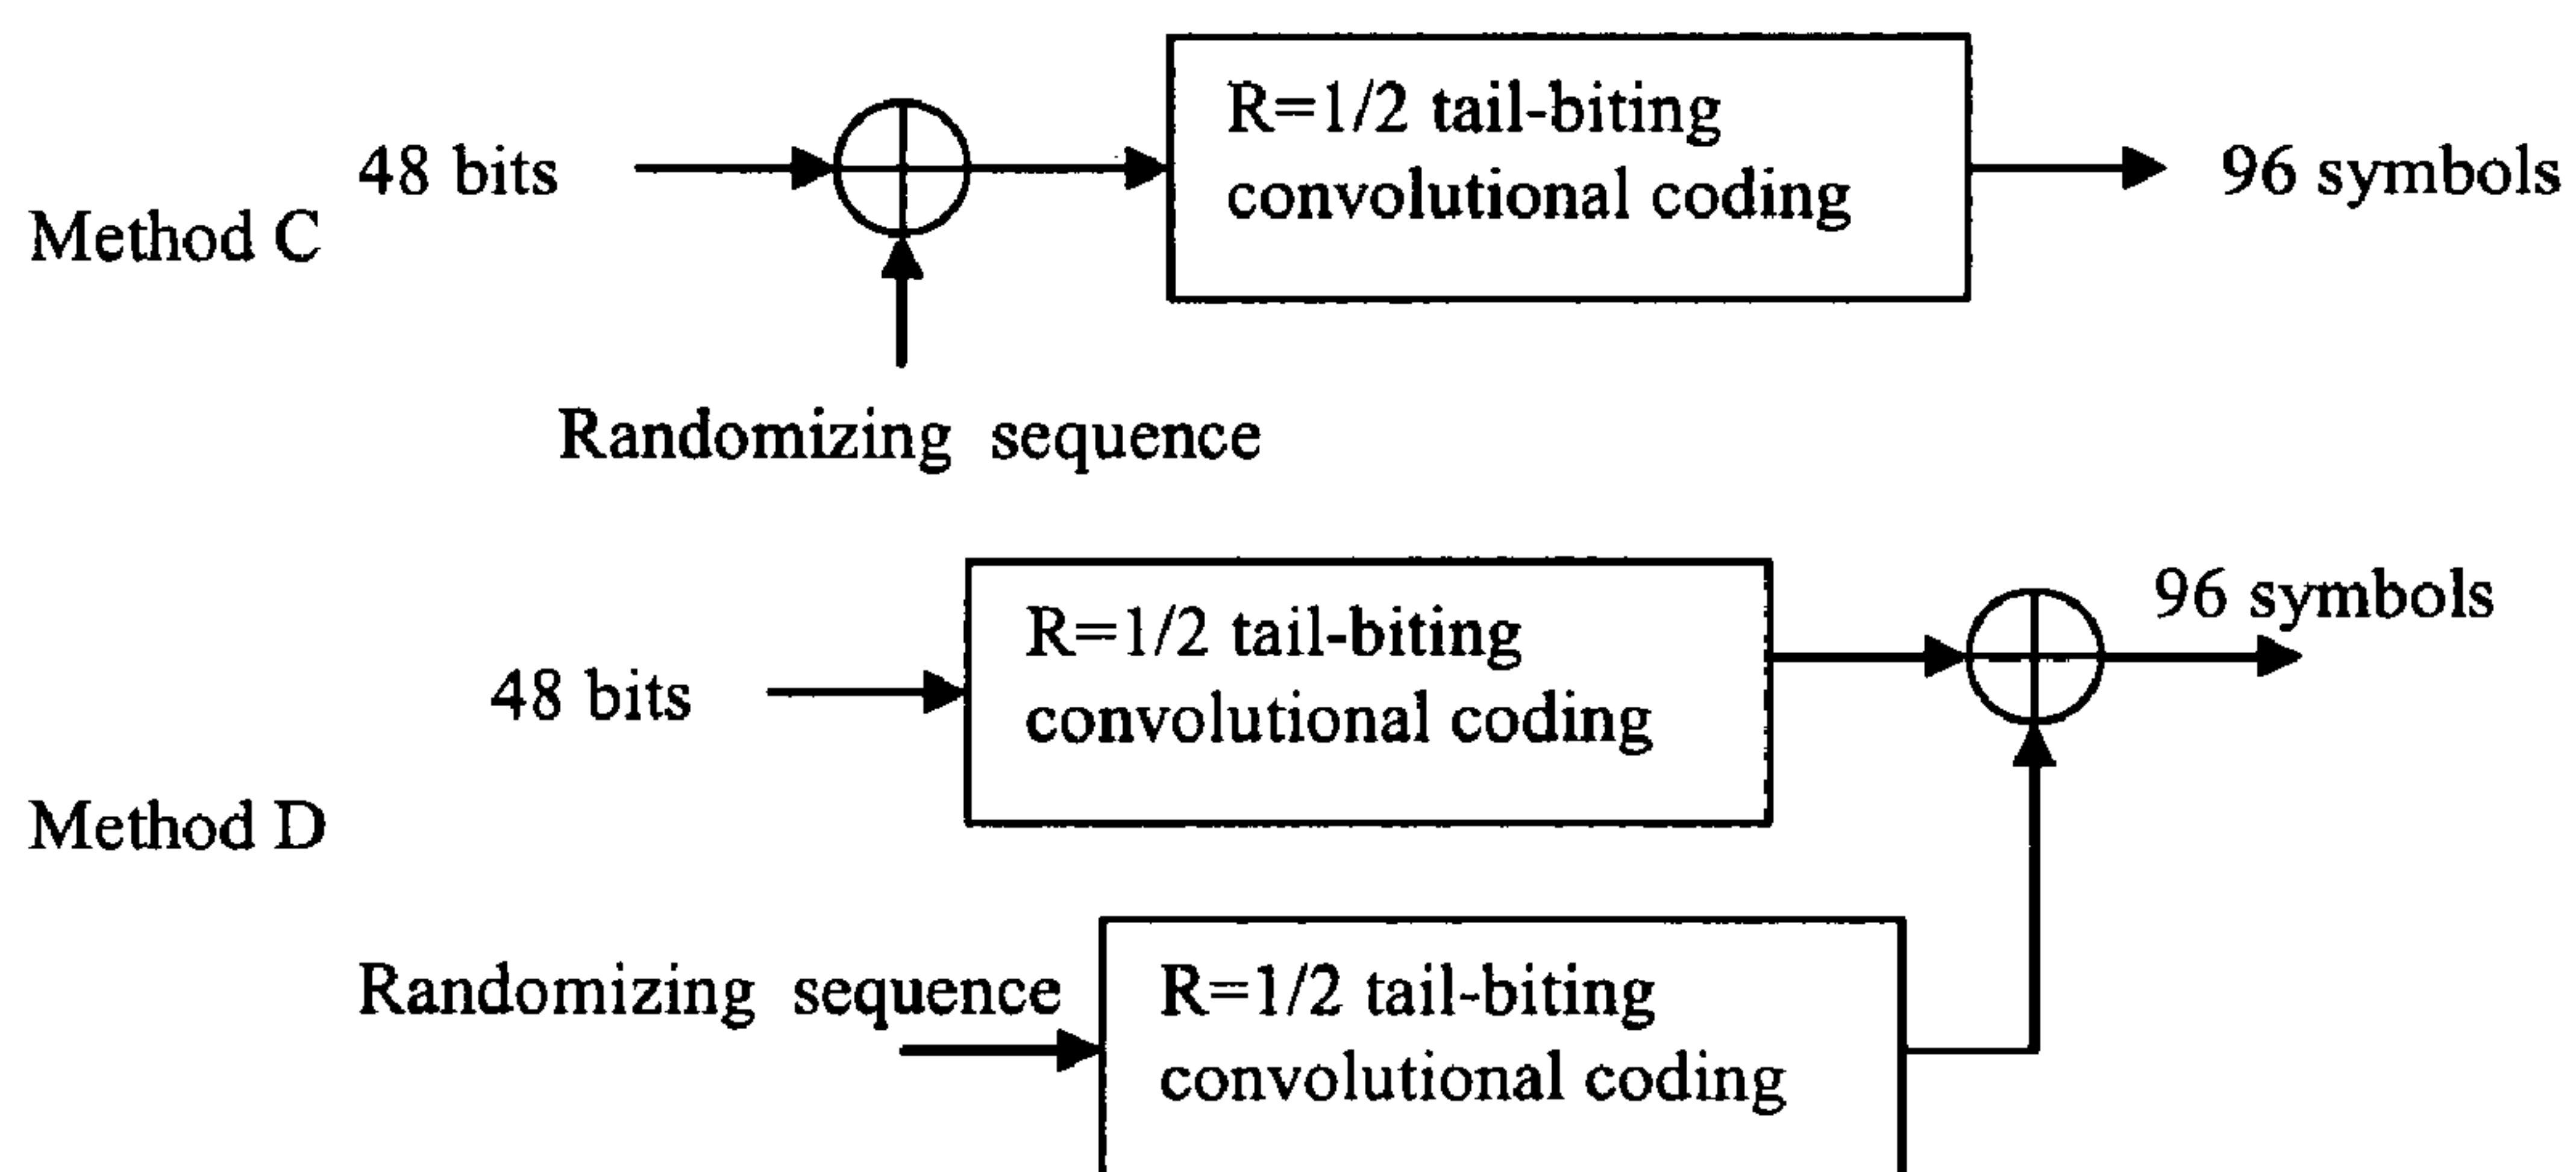 R=1/2 tail-biting
convolutional coding
48 bits
96 symbols
Method C
Randomizing sequence
96 symbols
R=1/2 tail-biting
convolutional coding
48 bits
Method D
Randomizing sequence
R=1/2 tail-biting
convolutional coding